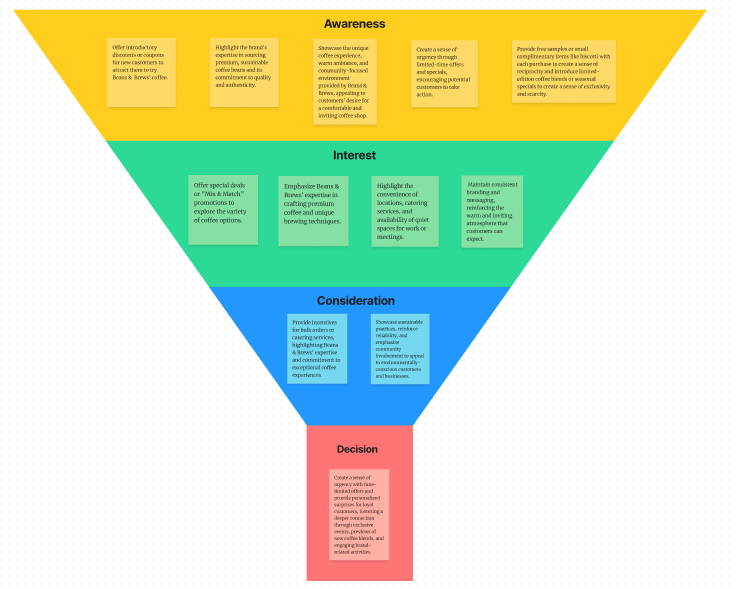 Awareness
Offer introductory
discounts or coupons
for new customers to
attract them to try
Beans & Brews' coffee.
Highlight the brand's
expertise in sourcing
premium, sustainable
coffee beans and its
commitment to quality
and authenticity.
Showcase the unique
coffee experience,
warm ambiance, and
community-focused
environment
provided by Beans &
Brews, appealing to
customers' desire for
a comfortable and
inviting coffee shop.
Create a sense of
urgency through
limited-time offers
and specials,
encouraging potential
customers to take
action.
Provide free samples or small
complimentary items like biscotti with
each purchase to create a sense of
reciprocity and introduce limited-
edition coffee blends or seasonal
specials to create a sense of exclusivity
and scarcity.
Interest
Offer special deals
or "Mix & Match"
promotions to
explore the variety
of coffee options.
Emphasize Beans &
Brews' expertise in
crafting premium
coffee and unique
brewing techniques.
Highlight the
convenience of
locations, catering
services, and
availability of quiet
spaces for work or
meetings.
Maintain consistent
branding and
messaging,
reinforcing the
warm and inviting
atmosphere that
customers can
expect.
Consideration
Provide incentives
for bulk orders or
catering services,
highlighting Beans
& Brews' expertise
and commitment to
exceptional coffee
experiences.
Showcase sustainable
practices, reinforce
reliability, and
emphasize
community
involvement to appeal
to environmentally-
conscious customers
and businesses.
Decision
Create a sense of
urgency with time-
limited offers and
provide personalized
surprises for loyal
customers, fostering a
deeper connection
through exclusive
events, previews of
new coffee blends, and
engaging brand-
related activities.